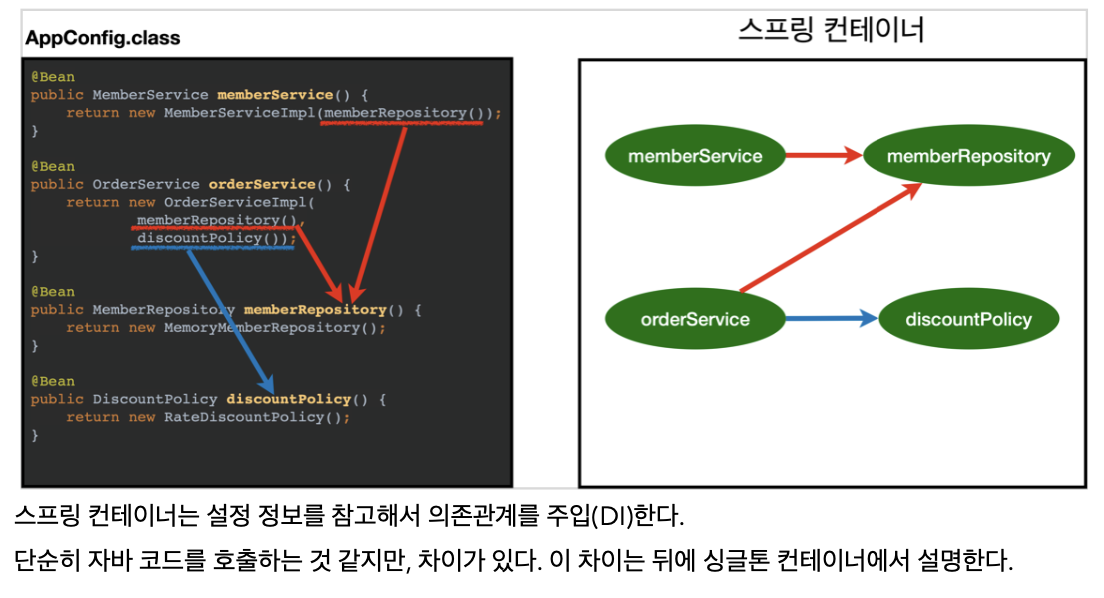 AppConfig.class
@Bean
public MemberService memberService() {
    return new MemberServiceImpl(memberRepository());
}
@Bean
public OrderService orderService() {
    return new OrderServiceImpl(
            memberRepository(),
            discountPolicy());
}
@Bean
public MemberRepository memberRepository() {
    return new MemoryMemberRepository();
}
@Bean
public DiscountPolicy discountPolicy() {
    return new RateDiscountPolicy();
}
스프링 컨테이너
memberService
memberRepository
orderService
discountPolicy
스프링 컨테이너는 설정 정보를 참고해서 의존관계를 주입(DI)한다.
단순히 자바 코드를 호출하는 것 같지만, 차이가 있다. 이 차이는 뒤에 싱글톤 컨테이너에서 설명한다.